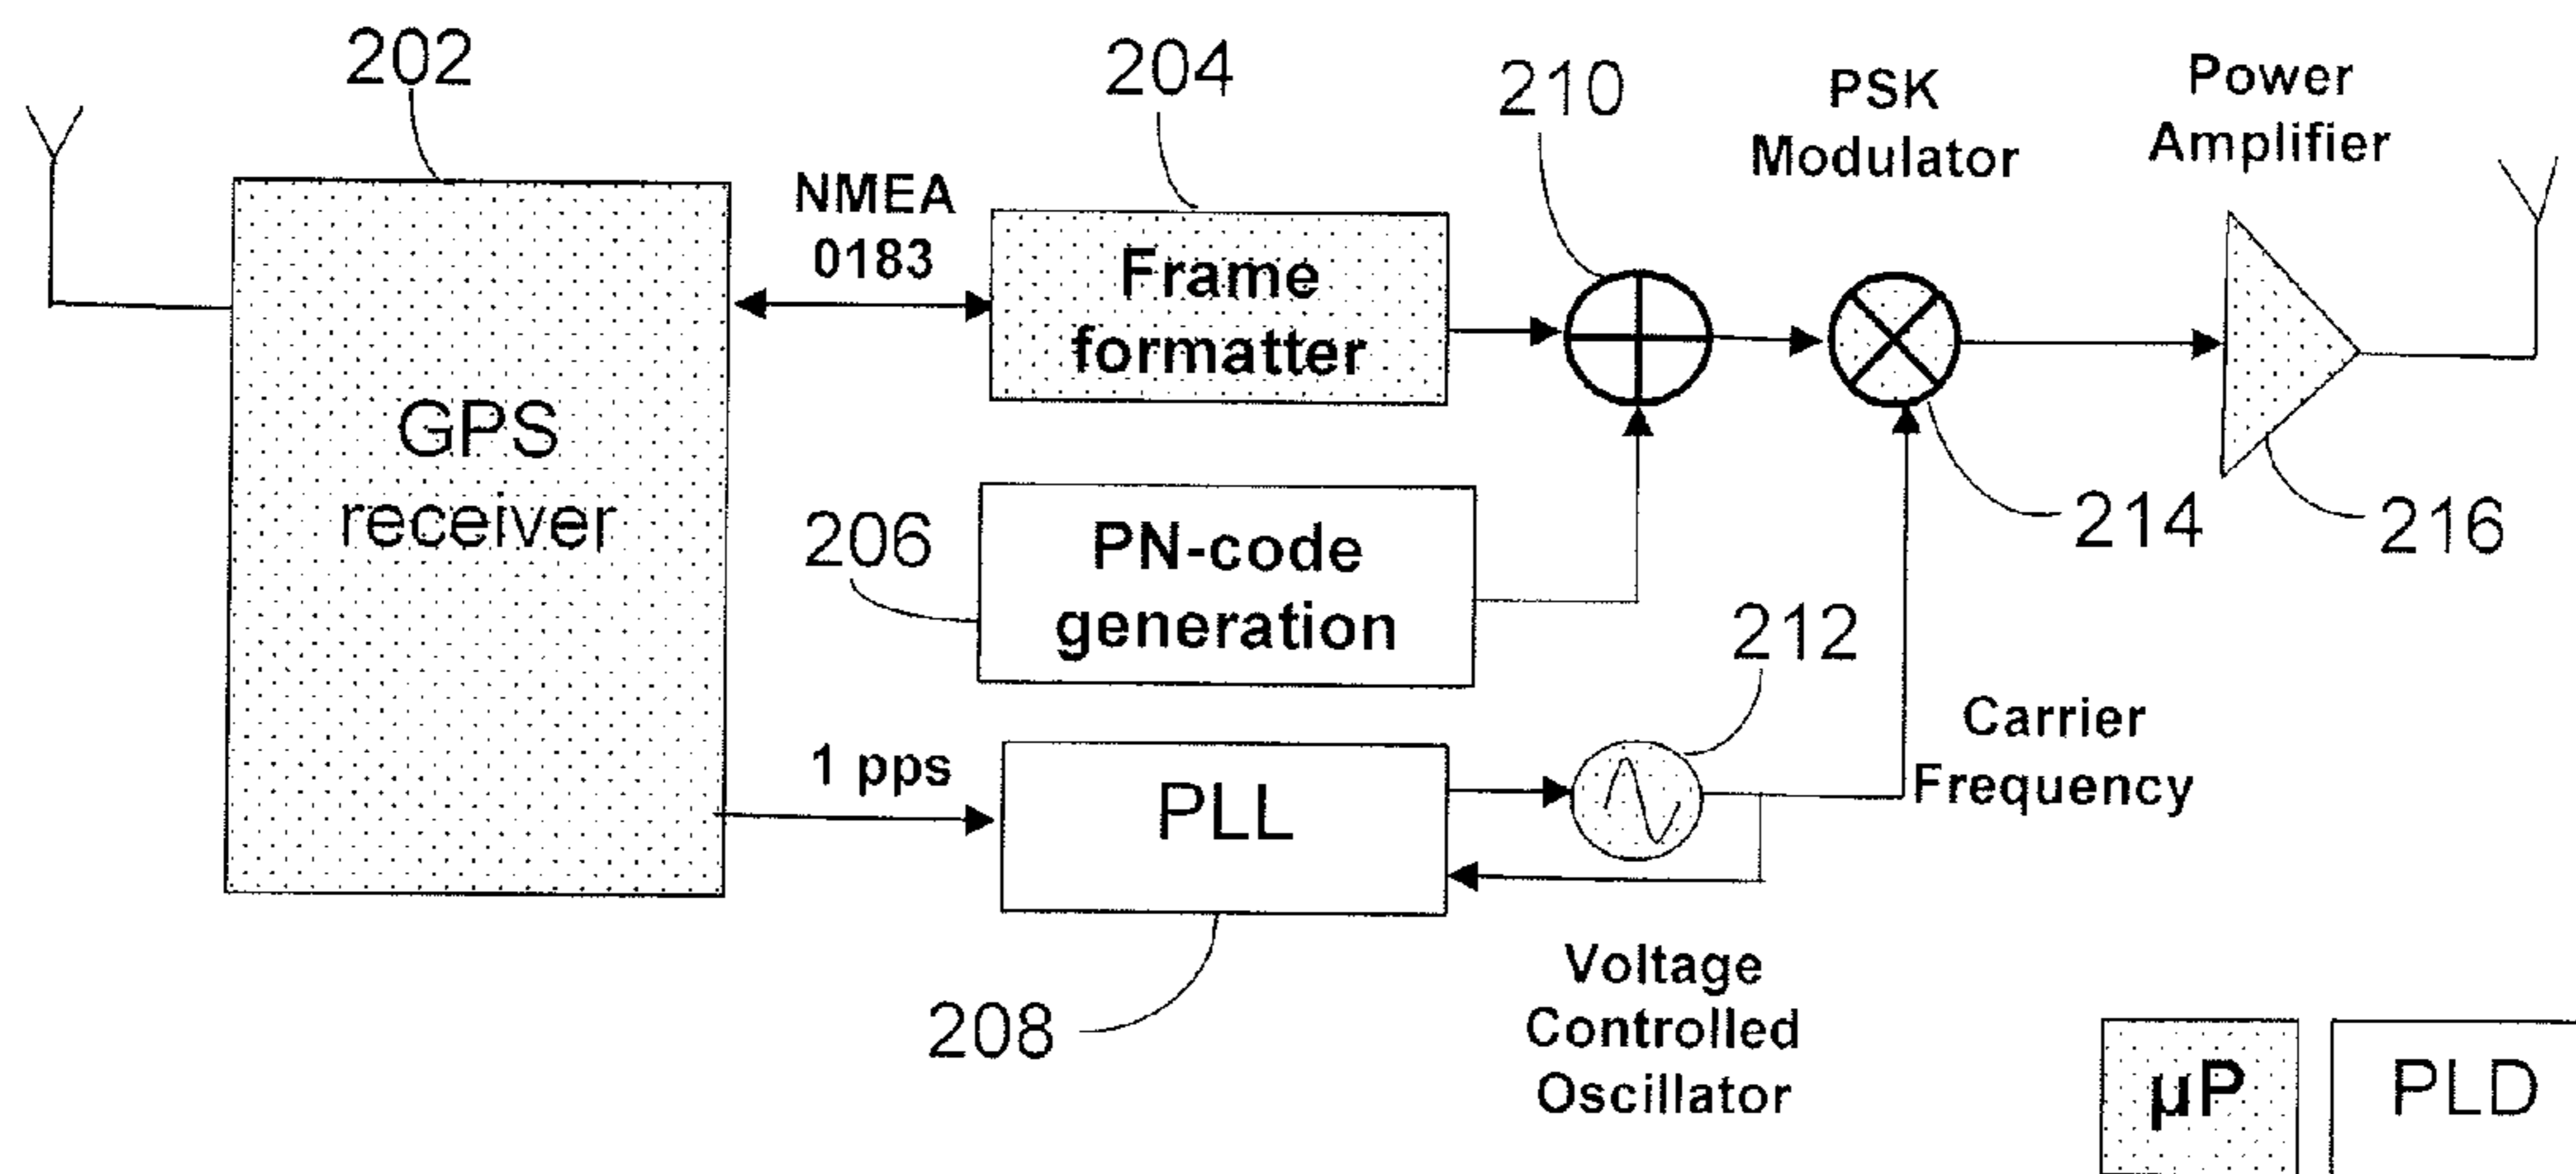 202
204
210
PSK
Modulator
Power
Amplifier
NMEA
0183
Frame
formatter
GPS
receiver
206
PN-code
generation
214
216
212
1 pps
PLL
Carrier
Frequency
208
Voltage
Controlled
Oscillator
µP
PLD